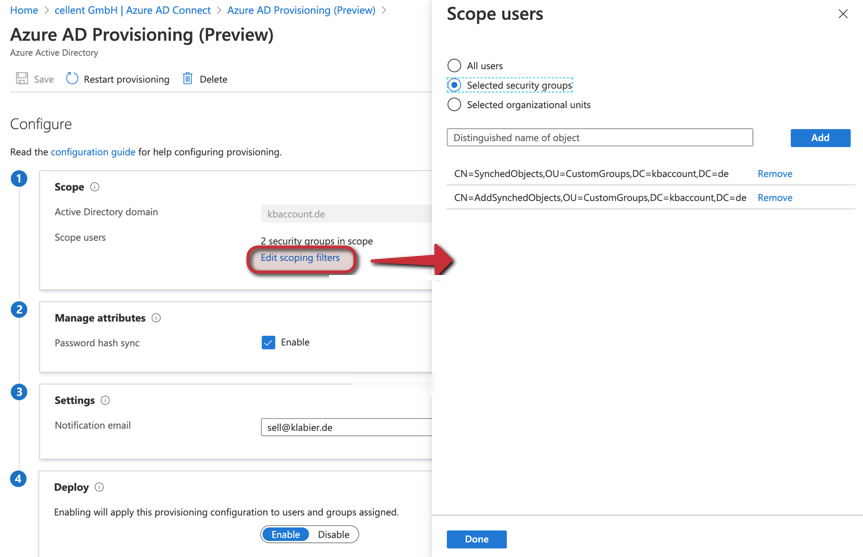 Home > cellent GmbH | Azure AD Connect > Azure AD Provisioning (Preview) >
Azure AD Provisioning (Preview)
Azure Active Directory
Save Restart provisioning Delete
Configure
Read the configuration guide for help configuring provisioning.
1
Scope
Active Directory domain kbaccount.de
Scope users 2 security groups in scope
Edit scoping filters
2
Manage attributes
Password hash sync Enable
3
Settings
Notification email sell@klabier.de
4
Deploy
Enabling will apply this provisioning configuration to users and groups assigned.
Enable Disable
Scope users
All users
Selected security groups
Selected organizational units
Distinguished name of object Add
CN=SynchedObjects,OU=CustomGroups,DC=kbaccount,DC=de Remove
CN=AddSynchedObjects,OU=CustomGroups,DC=kbaccount,DC=de Remove
Done